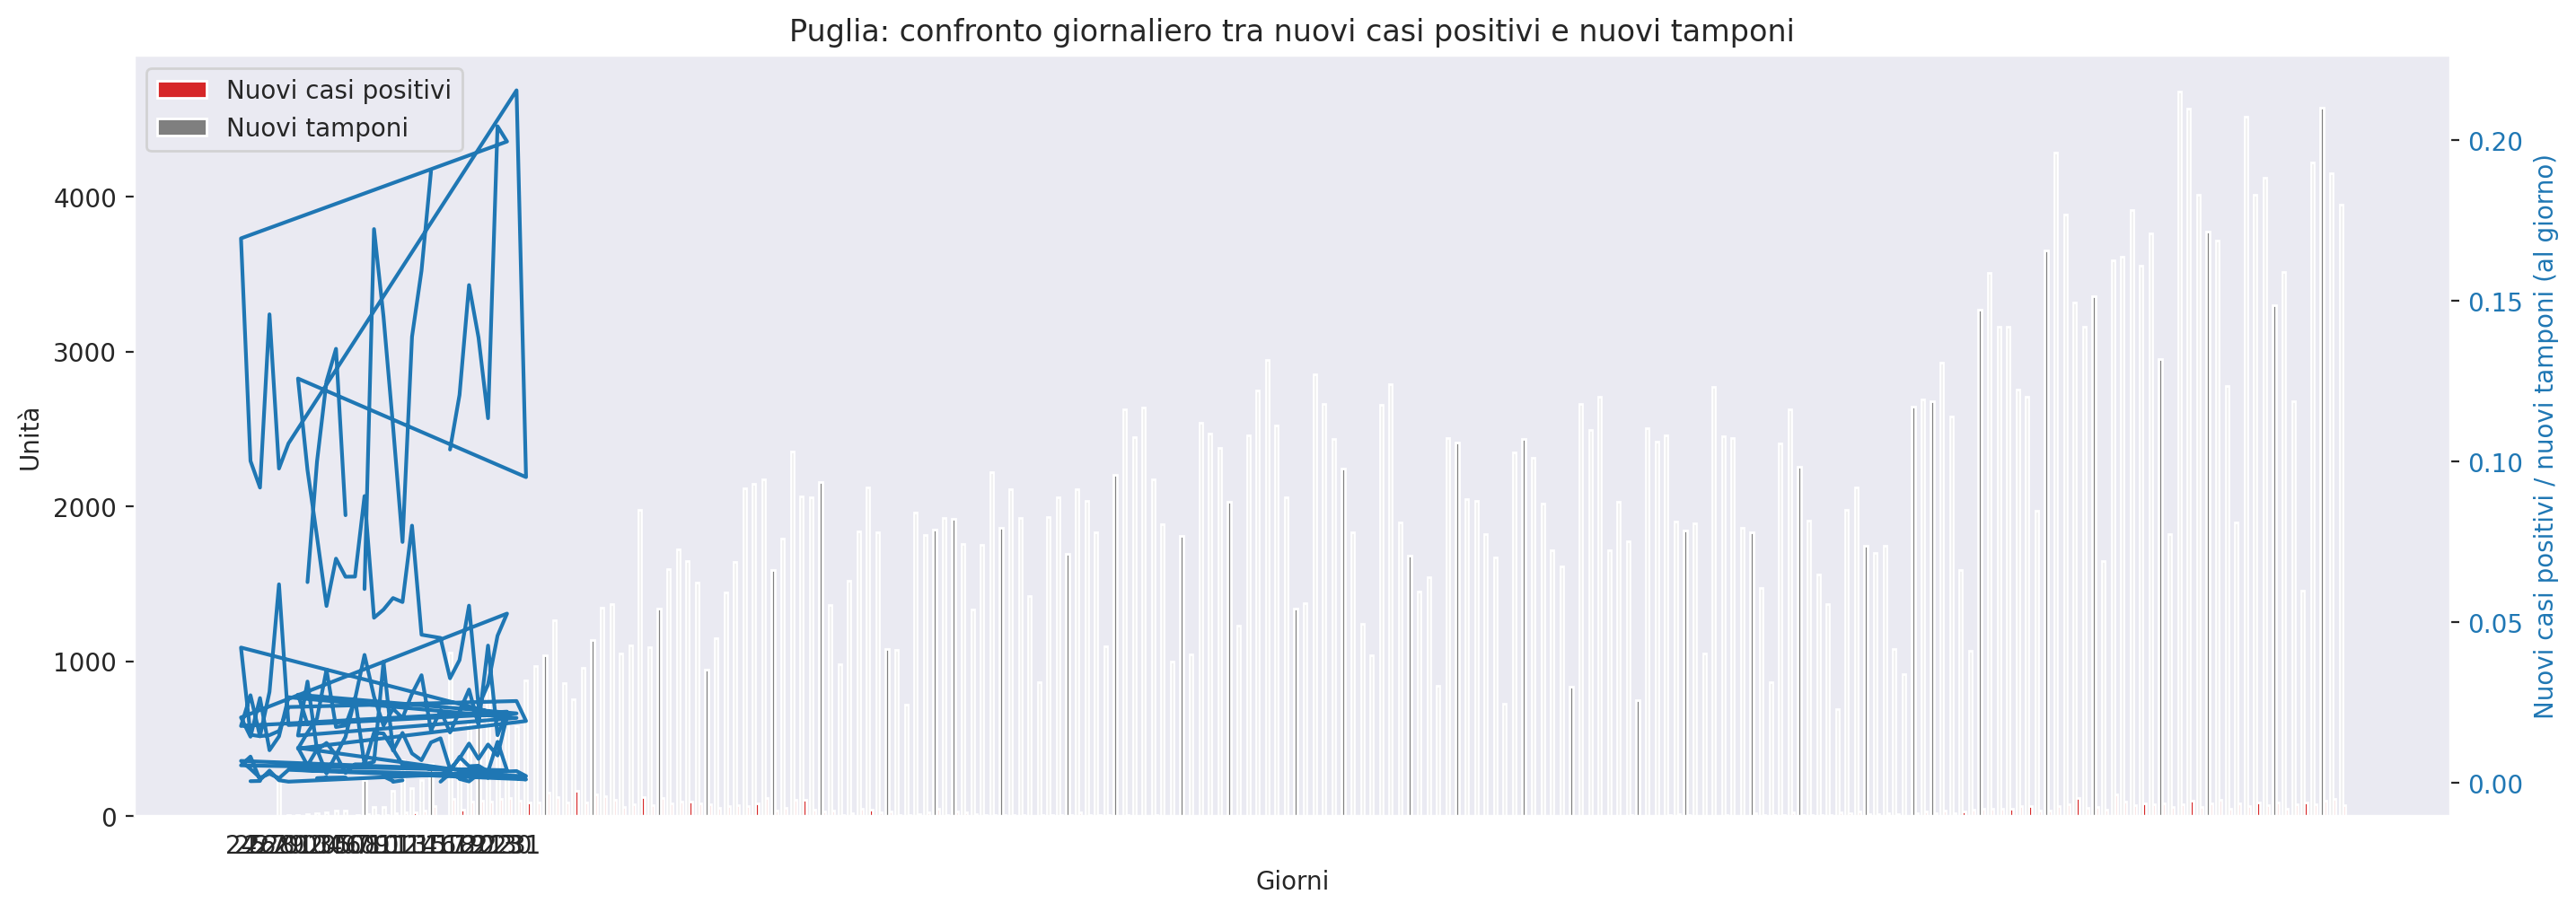 Puglia: confronto giornaliero tra nuovi casi positivi e nuovi tamponi
Nuovi casi positivi
Nuovi tamponi
4000
3000
2000
1000
0
Unità
0.20
0.15
0.10
0.05
0.00
Nuovi casi positivi / nuovi tamponi (al giorno)
Giorni